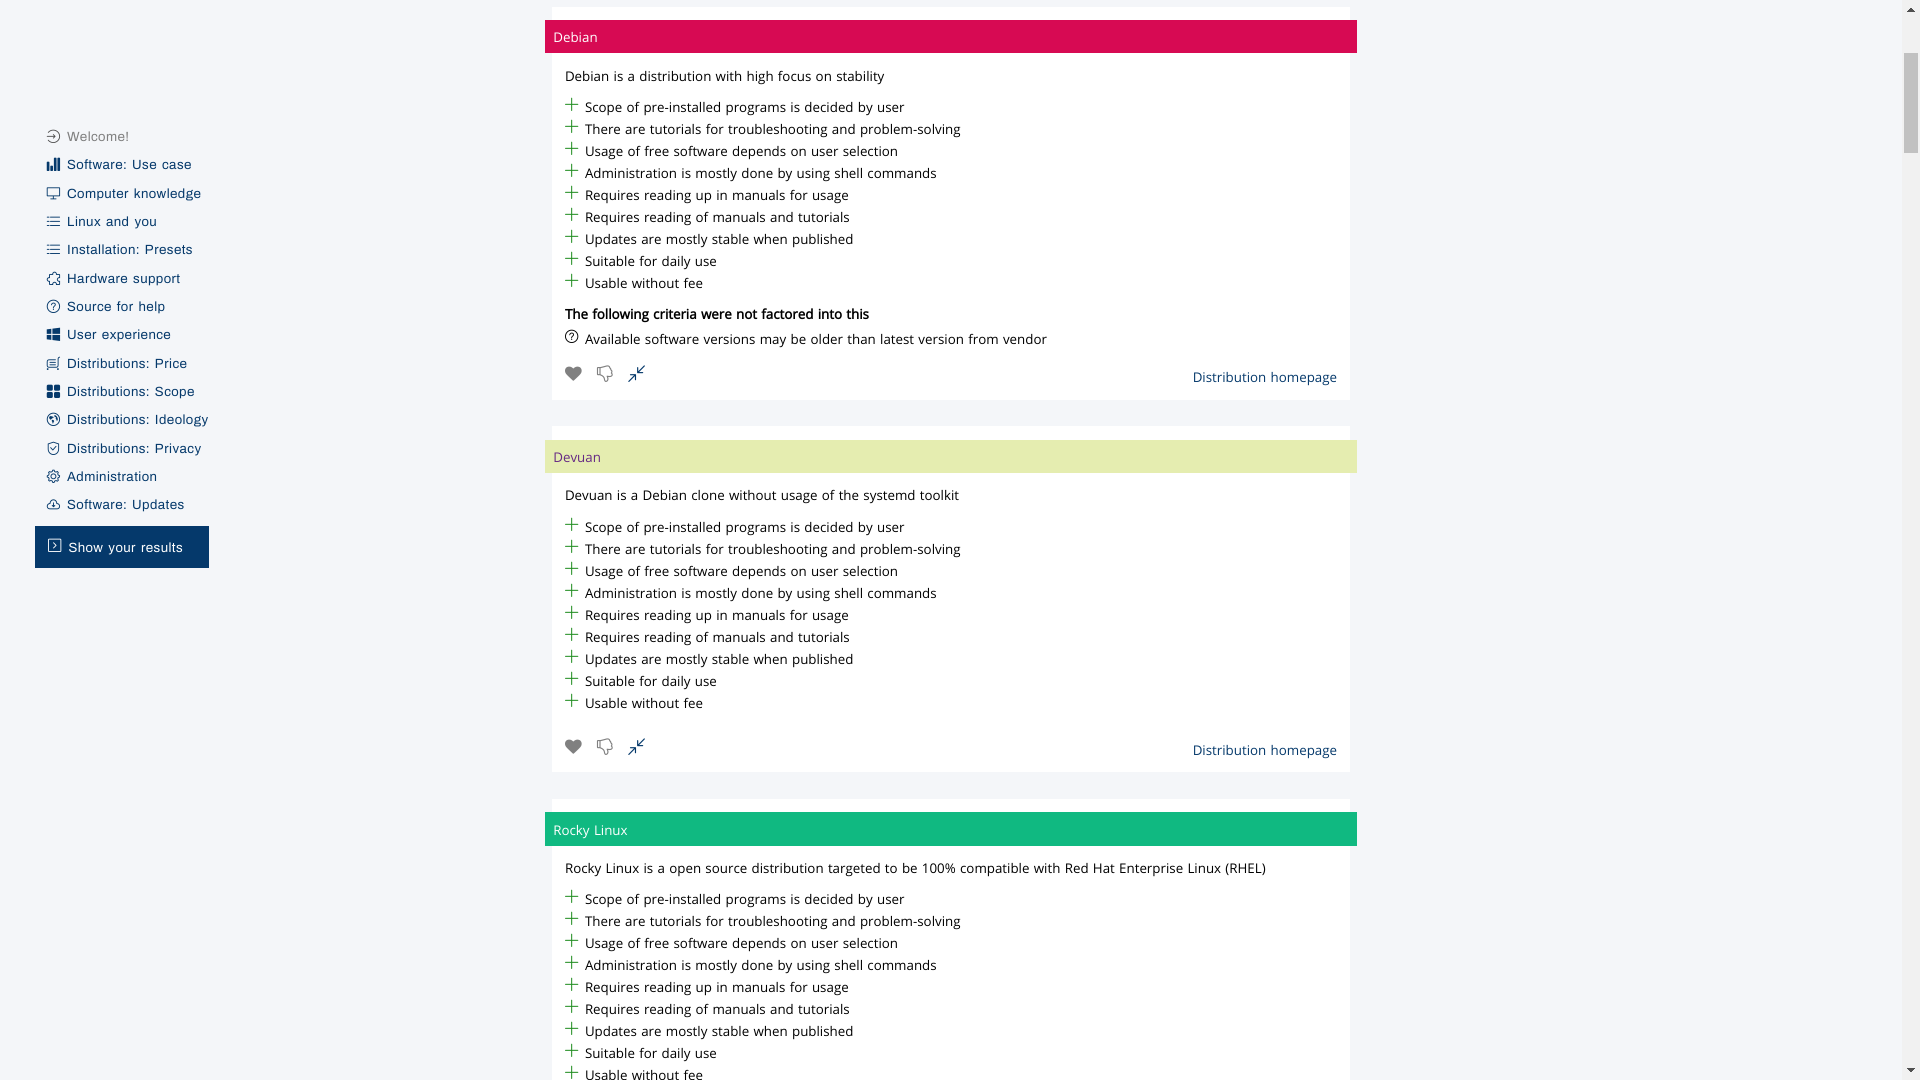 Welcome!
Software: Use case
Computer knowledge
Linux and you
Installation: Presets
Hardware support
Source for help
User experience
Distributions: Price
Distributions: Scope
Distributions: Ideology
Distributions: Privacy
Administration
Software: Updates
Show your results
Debian
Debian is a distribution with high focus on stability
Scope of pre-installed programs is decided by user
There are tutorials for troubleshooting and problem-solving
Usage of free software depends on user selection
Administration is mostly done by using shell commands
Requires reading up in manuals for usage
Requires reading of manuals and tutorials
Updates are mostly stable when published
Suitable for daily use
Usable without fee
The following criteria were not factored into this
Available software versions may be older than latest version from vendor
Distribution homepage
Devuan
Devuan is a Debian clone without usage of the systemd toolkit
Scope of pre-installed programs is decided by user
There are tutorials for troubleshooting and problem-solving
Usage of free software depends on user selection
Administration is mostly done by using shell commands
Requires reading up in manuals for usage
Requires reading of manuals and tutorials
Updates are mostly stable when published
Suitable for daily use
Usable without fee
Distribution homepage
Rocky Linux
Rocky Linux is a open source distribution targeted to be 100% compatible with Red Hat Enterprise Linux (RHEL)
Scope of pre-installed programs is decided by user
There are tutorials for troubleshooting and problem-solving
Usage of free software depends on user selection
Administration is mostly done by using shell commands
Requires reading up in manuals for usage
Requires reading of manuals and tutorials
Updates are mostly stable when published
Suitable for daily use
Usable without fee